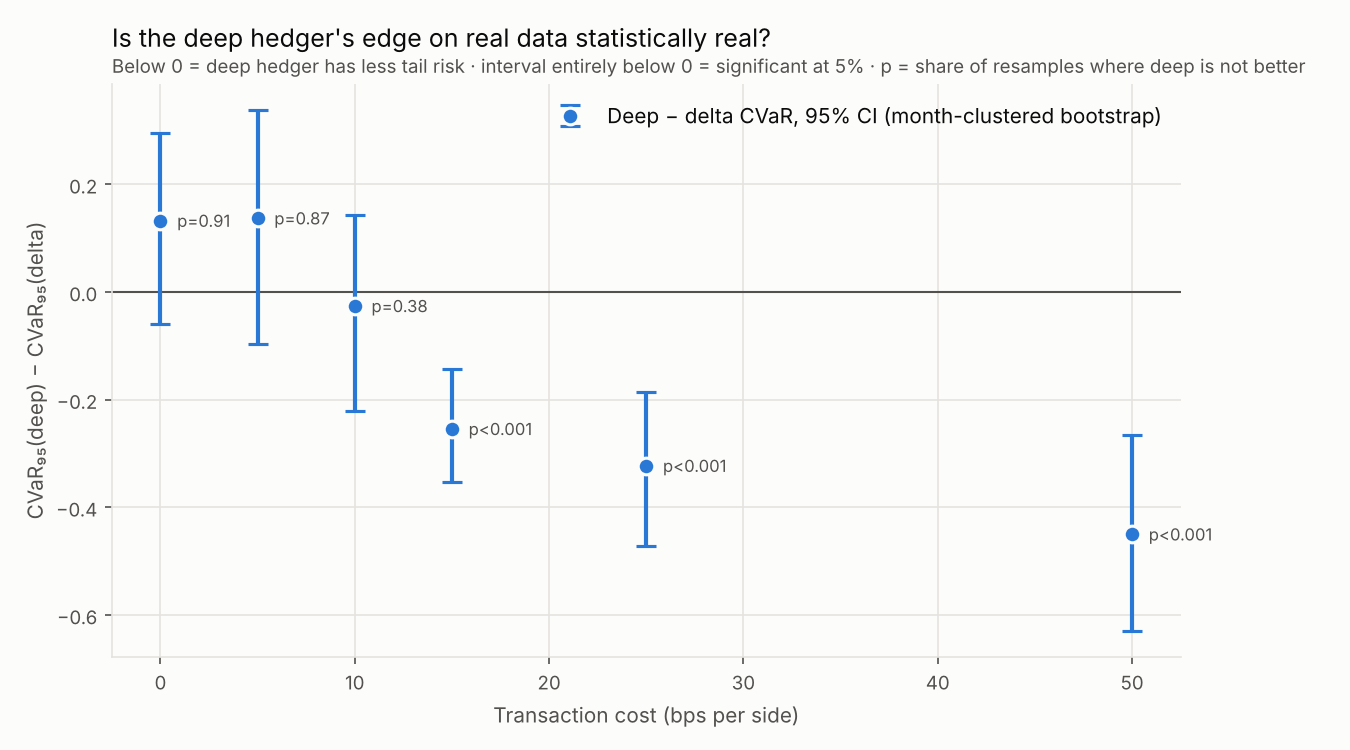 Is the deep hedger's edge on real data statistically real?
Below 0 = deep hedger has less tail risk · interval entirely below 0 = significant at 5% · p = share of resamples where deep is not better
Deep − delta CVaR, 95% CI (month-clustered bootstrap)
CVaR₉₅(deep) − CVaR₉₅(delta)
0.2
0.0
−0.2
−0.4
−0.6
p=0.91
p=0.87
p=0.38
p<0.001
p<0.001
p<0.001
0
10
20
30
40
50
Transaction cost (bps per side)